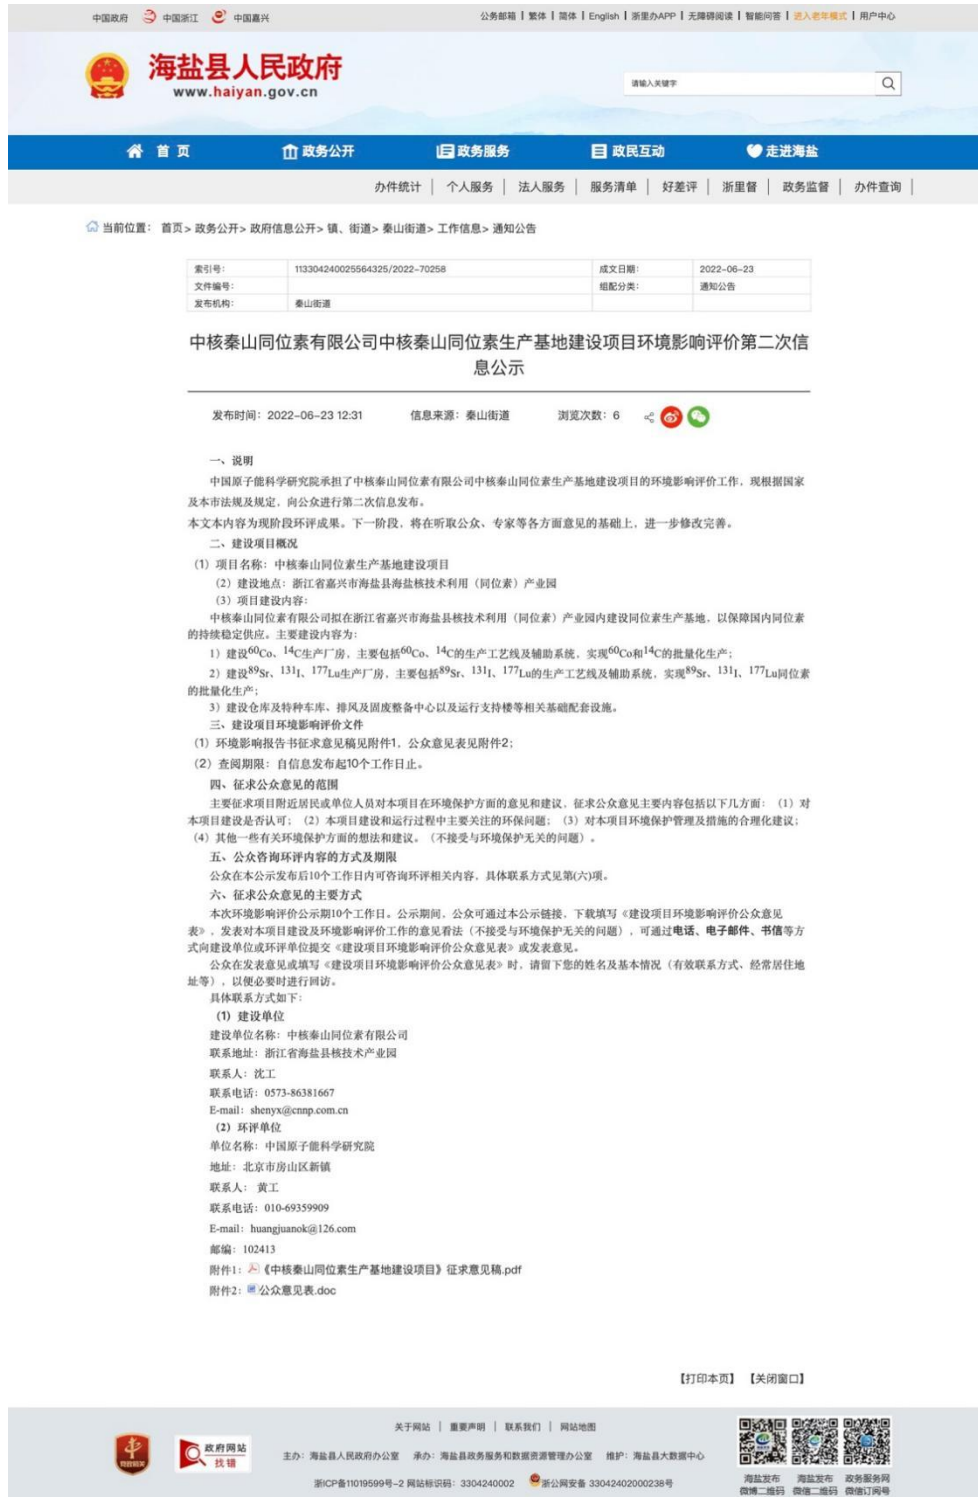 中国政府 中国浙江 中国嘉兴 公务邮箱 | 繁体 | 简体 | English | 浙里办APP | 无障碍阅读 | 智能问答 | 进入老年模式 | 用户中心
海盐县人民政府
www.haiyan.gov.cn
请输入关键字
首 页 政务公开 政务服务 政民互动 走进海盐
办件统计 | 个人服务 | 法人服务 | 服务清单 | 好差评 | 浙里督 | 政务监督 | 办件查询 |
当前位置： 首页> 政务公开> 政府信息公开> 镇、街道> 秦山街道> 工作信息> 通知公告
索引号： 113304240025564325/2022-70258 成文日期： 2022-06-23
文件编号： 组配分类： 通知公告
发布机构： 秦山街道
中核秦山同位素有限公司中核秦山同位素生产基地建设项目环境影响评价第二次信
息公示
发布时间：2022-06-23 12:31 信息来源：秦山街道 浏览次数：6
一、说明
中国原子能科学研究院承担了中核秦山同位素有限公司中核秦山同位素生产基地建设项目的环境影响评价工作，现根据国家
及本市法规及规定，向公众进行第二次信息发布。
本文本内容为现阶段环评成果。下一阶段，将在听取公众、专家等各方面意见的基础上，进一步修改完善。
二、建设项目概况
（1）项目名称：中核秦山同位素生产基地建设项目
（2）建设地点：浙江省嘉兴市海盐县海盐核技术利用（同位素）产业园
（3）项目建设内容：
中核秦山同位素有限公司拟在浙江省嘉兴市海盐县核技术利用（同位素）产业园内建设同位素生产基地，以保障国内同位素
的持续稳定供应。主要建设内容为：
1）建设⁶⁰Co、¹⁴C生产厂房，主要包括⁶⁰Co、¹⁴C的生产工艺线及辅助系统，实现⁶⁰Co和¹⁴C的批量化生产；
2）建设⁸⁹Sr、¹³¹I、¹⁷⁷Lu生产厂房，主要包括⁸⁹Sr、¹³¹I、¹⁷⁷Lu的生产工艺线及辅助系统，实现⁸⁹Sr、¹³¹I、¹⁷⁷Lu同位素
的批量化生产；
3）建设仓库及特种车库、排风及固废整备中心以及运行支持楼等相关基础配套设施。
三、建设项目环境影响评价文件
（1）环境影响报告书征求意见稿见附件1，公众意见表见附件2；
（2）查阅期限：自信息发布起10个工作日止。
四、征求公众意见的范围
主要征求项目附近居民或单位人员对本项目在环境保护方面的意见和建议，征求公众意见主要内容包括以下几方面：（1）对
本项目建设是否认可；（2）本项目建设和运行过程中主要关注的环保问题；（3）对本项目环境保护管理及措施的合理化建议；
（4）其他一些有关环境保护方面的想法和建议。（不接受与环境保护无关的问题）。
五、公众咨询环评内容的方式及期限
公众在本公示发布后10个工作日内可咨询环评相关内容，具体联系方式见第(六)项。
六、征求公众意见的主要方式
本次环境影响评价公示期10个工作日。公示期间，公众可通过本公示链接，下载填写《建设项目环境影响评价公众意见
表》，发表对本项目建设及环境影响评价工作的意见看法（不接受与环境保护无关的问题），可通过电话、电子邮件、书信等方
式向建设单位或环评单位提交《建设项目环境影响评价公众意见表》或发表意见。
公众在发表意见或填写《建设项目环境影响评价公众意见表》时，请留下您的姓名及基本情况（有效联系方式、经常居住地
址等），以便必要时进行回访。
具体联系方式如下：
（1）建设单位
建设单位名称：中核秦山同位素有限公司
联系地址：浙江省海盐县核技术产业园
联系人：沈工
联系电话：0573-86381667
E-mail：shenyx@cnnp.com.cn
（2）环评单位
单位名称：中国原子能科学研究院
地址：北京市房山区新镇
联系人： 黄工
联系电话：010-69359909
E-mail：huangjuanok@126.com
邮编：102413
附件1：《中核秦山同位素生产基地建设项目》征求意见稿.pdf
附件2：公众意见表.doc
【打印本页】 【关闭窗口】
关于网站 | 重要声明 | 联系我们 | 网站地图
党政机关 政府网站 找错
主办：海盐县人民政府办公室 承办：海盐县政务服务和数据资源管理办公室 维护：海盐县大数据中心
浙ICP备11019599号-2 网站标识码：3304240002 浙公网安备 33042402000238号
海盐发布 海盐发布 政务服务网
微博二维码 微信二维码 微信订阅号